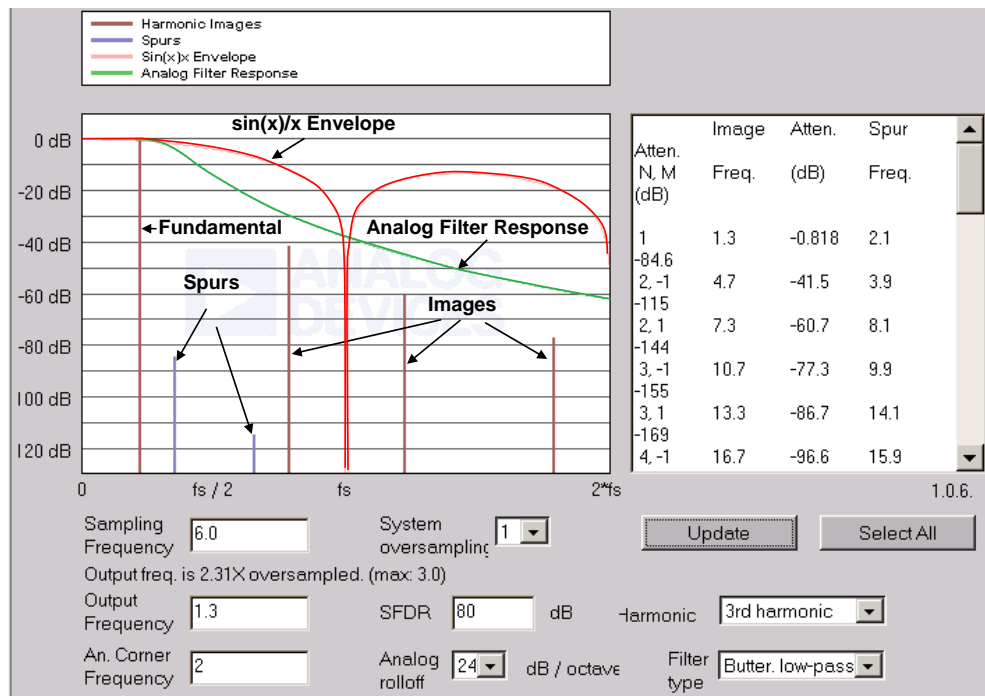 Harmonic Images
Spurs
Sin(x)x Envelope
Analog Filter Response
sin(x)/x Envelope
0 dB
-20 dB
-40 dB
-60 dB
-80 dB
100 dB
120 dB
Fundamental
Analog Filter Response
Spurs
Images
ANALOG
DEVICES
0
fs / 2
fs
2*fs
Image Atten. Spur
Atten.
N, M Freq. (dB) Freq.
(dB)
1 1.3 -0.818 2.1
-84.6
2, -1 4.7 -41.5 3.9
-115
2, 1 7.3 -60.7 8.1
-144
3, -1 10.7 -77.3 9.9
-155
3, 1 13.3 -86.7 14.1
-169
4, -1 16.7 -96.6 15.9
1.0.6.
Sampling
Frequency
6.0
System
oversampling
1
Update
Select All
Output freq. is 2.31X oversampled. (max: 3.0)
Output
Frequency
1.3
SFDR
80
dB
Harmonic
3rd harmonic
An. Corner
Frequency
2
Analog
rolloff
24
dB / octave
Filter
type
Butter. low-pass